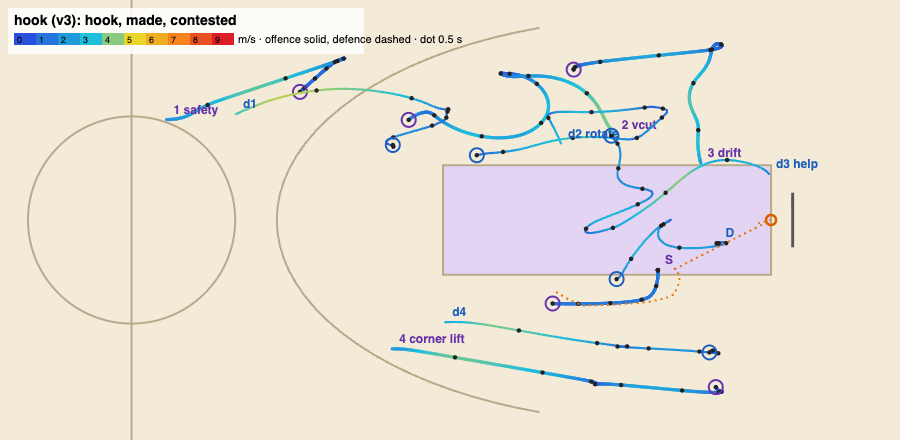 hook (v3): hook, made, contested
0 1 2 3 4 5 6 7 8 9 m/s · offence solid, defence dashed · dot 0.5 s
1 safety
d1
d2 rotate
2 vcut
3 drift
d3 help
D
S
d4
4 corner lift